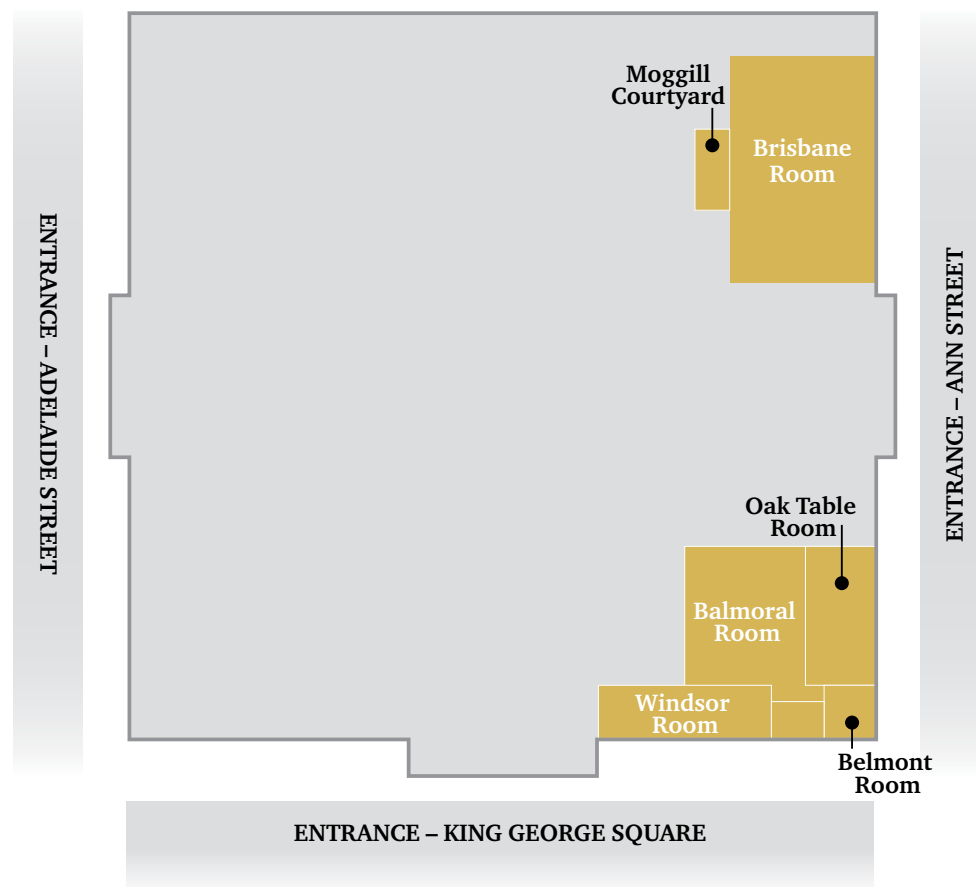 Moggill
Courtyard
Brisbane
Room
ENTRANCE – ADELAIDE STREET
ENTRANCE – ANN STREET
Oak Table
Room
Balmoral
Room
Windsor
Room
Belmont
Room
ENTRANCE – KING GEORGE SQUARE